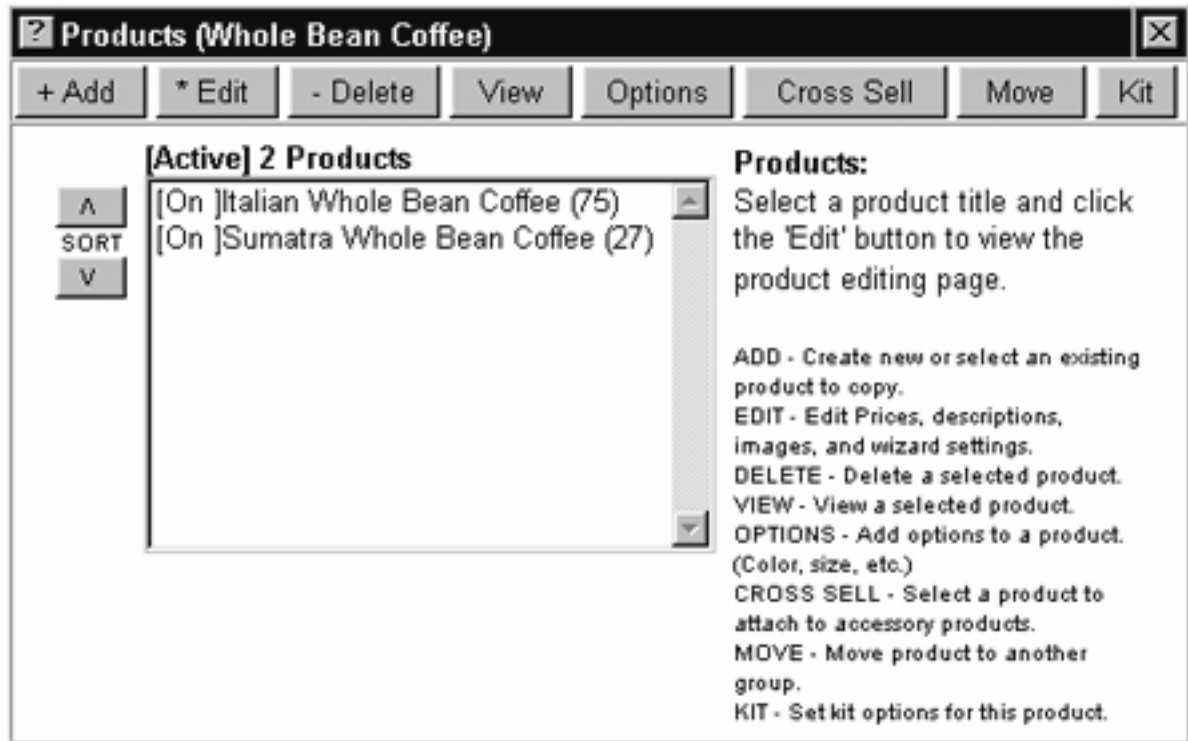 ? Products (Whole Bean Coffee) X
+ Add * Edit - Delete View Options Cross Sell Move Kit
[Active] 2 Products
[On ]Italian Whole Bean Coffee (75)
[On ]Sumatra Whole Bean Coffee (27)
Λ
SORT
V
Products:
Select a product title and click
the 'Edit' button to view the
product editing page.
ADD - Create new or select an existing
product to copy.
EDIT - Edit Prices, descriptions,
images, and wizard settings.
DELETE - Delete a selected product.
VIEW - View a selected product.
OPTIONS - Add options to a product.
(Color, size, etc.)
CROSS SELL - Select a product to
attach to accessory products.
MOVE - Move product to another
group.
KIT - Set kit options for this product.